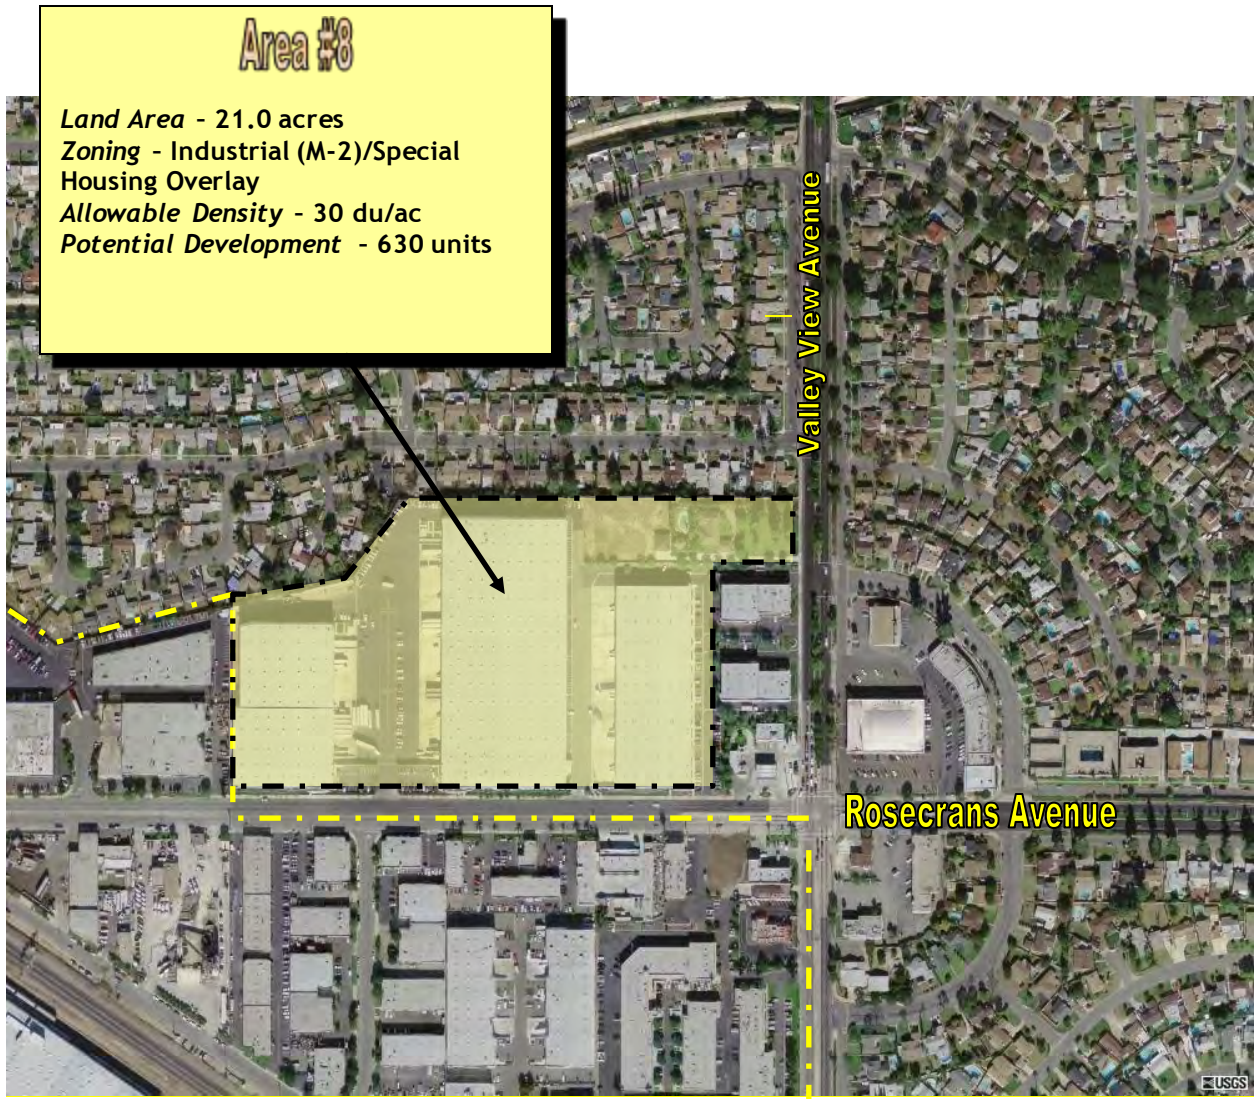 Area #8
Land Area - 21.0 acres
Zoning - Industrial (M-2)/Special
Housing Overlay
Allowable Density - 30 du/ac
Potential Development - 630 units
Valley View Avenue
Rosecrans Avenue
USGS